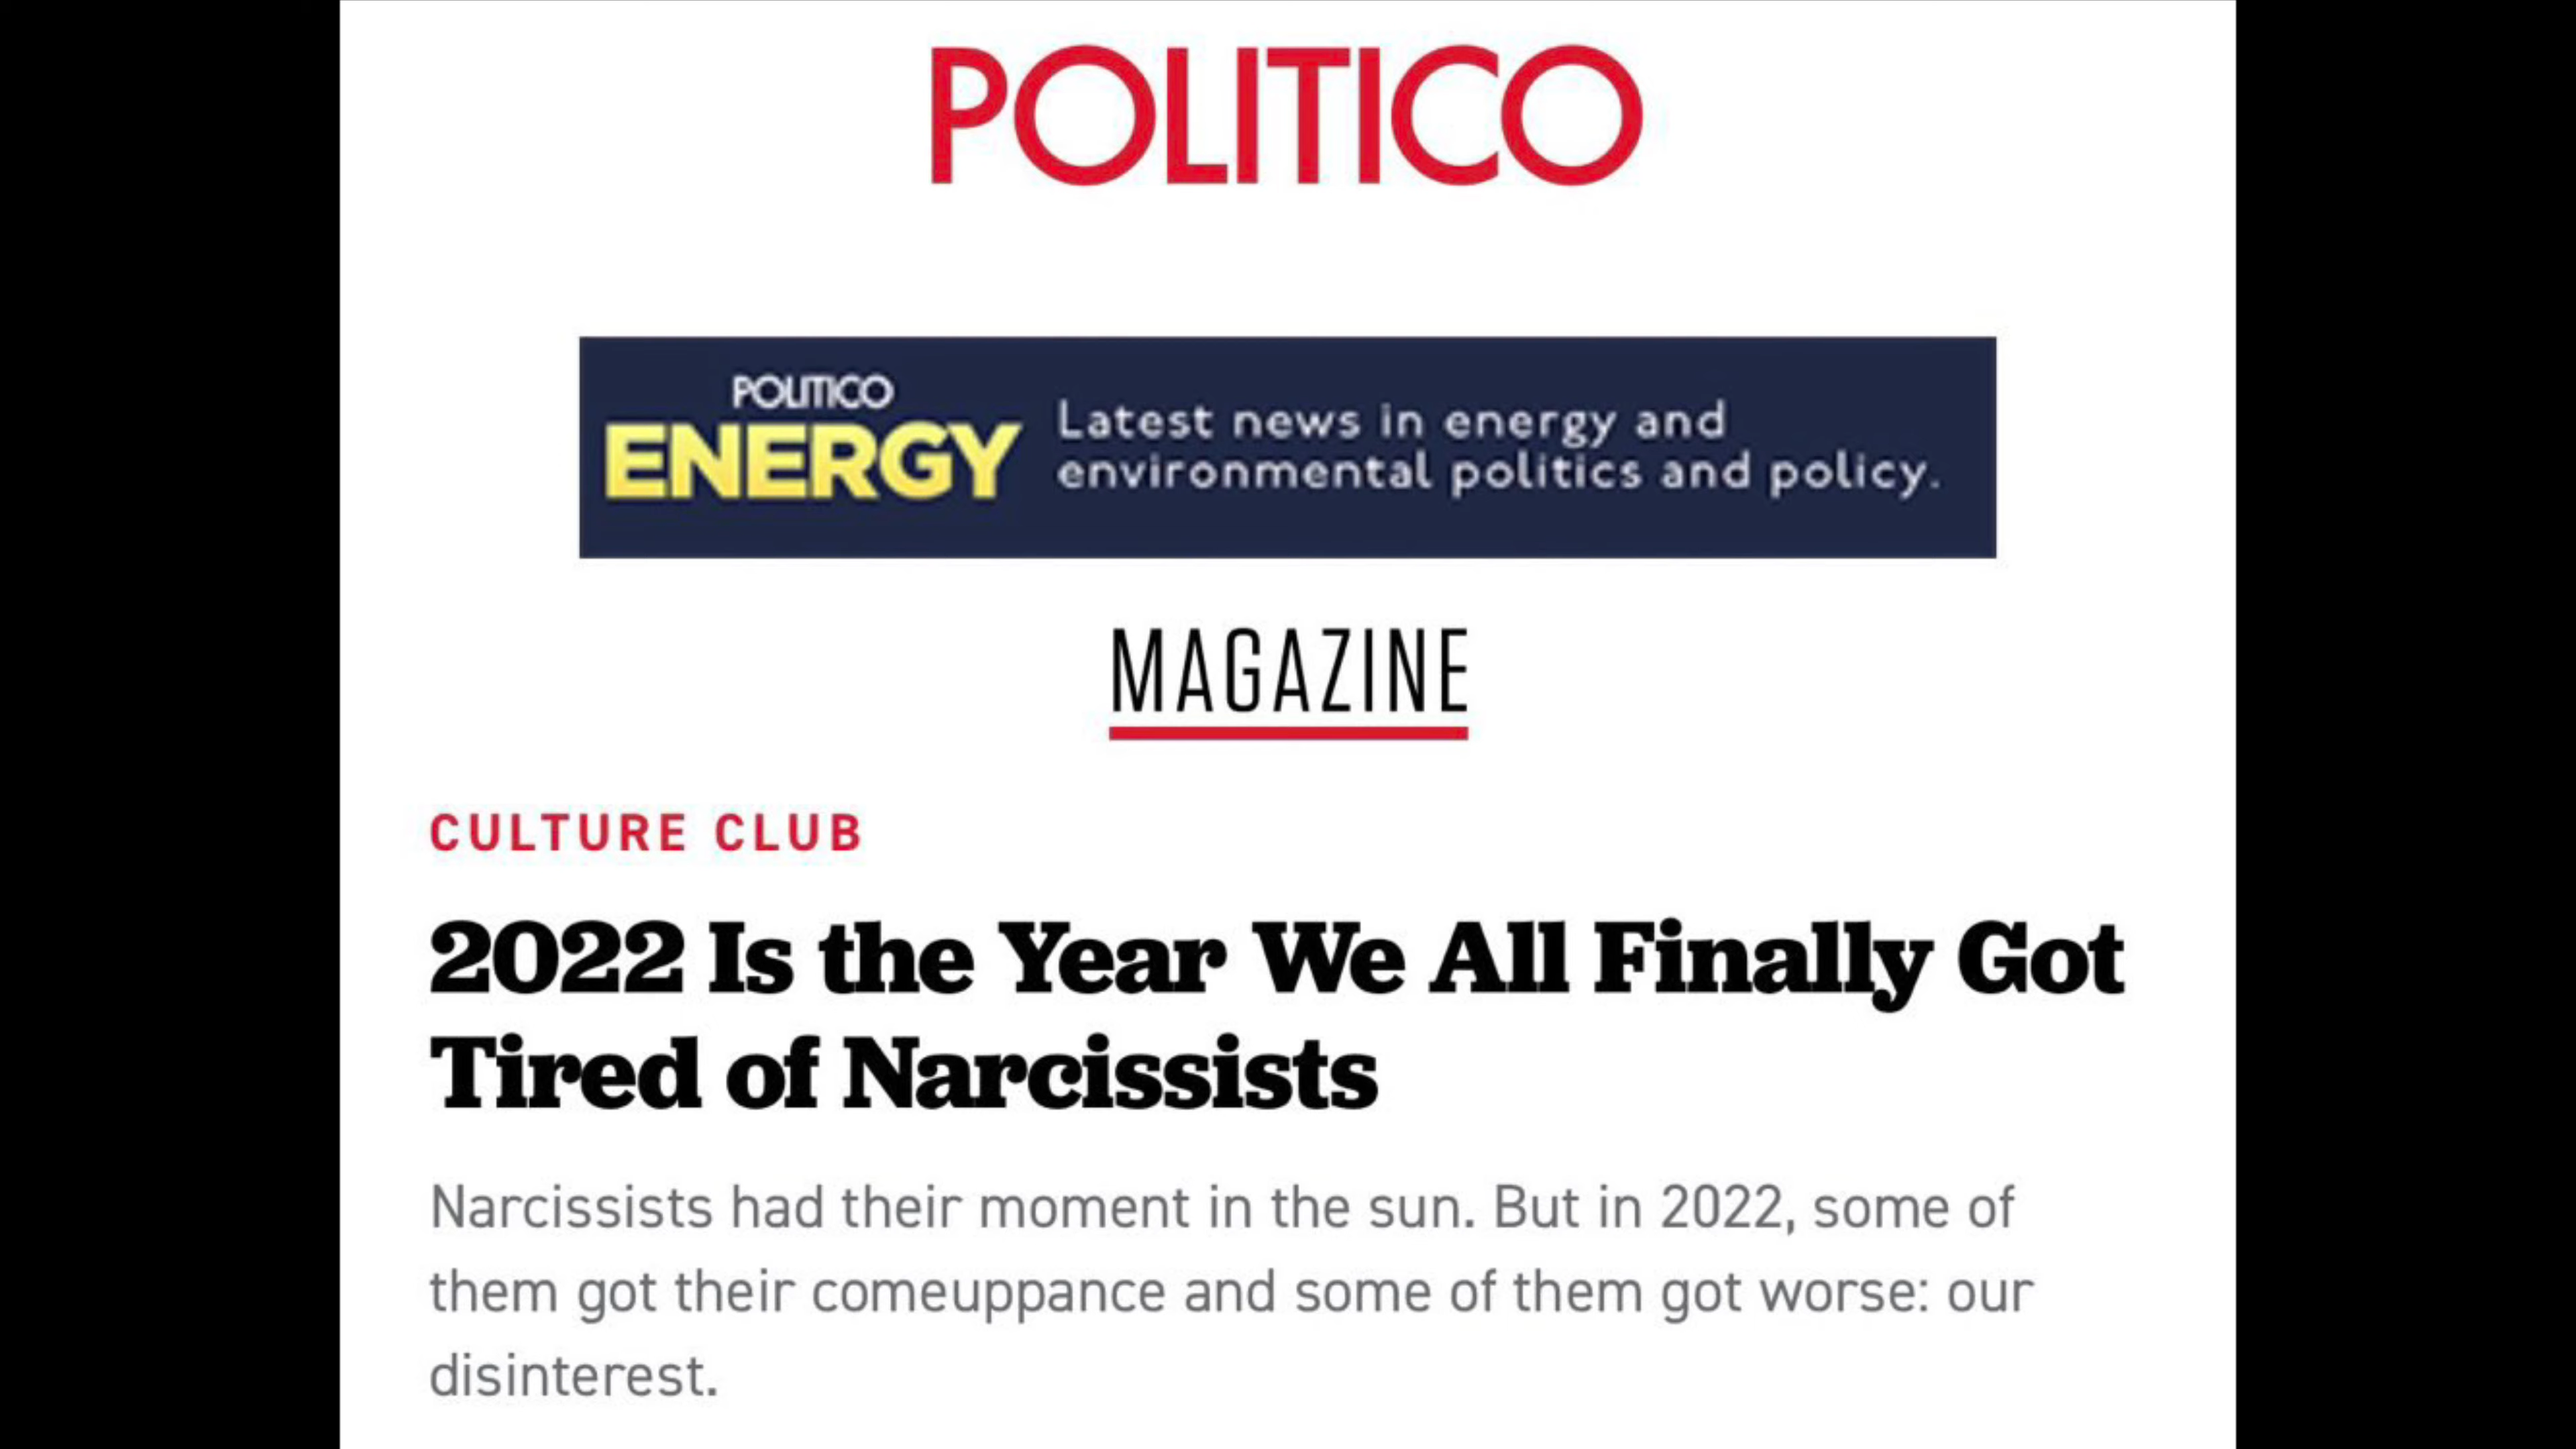 POLITICO
POLITICO
ENERGY
Latest news in energy and
environmental politics and policy.
MAGAZINE
CULTURE CLUB
2022 Is the Year We All Finally Got
Tired of Narcissists
Narcissists had their moment in the sun. But in 2022, some of
them got their comeuppance and some of them got worse: our
disinterest.